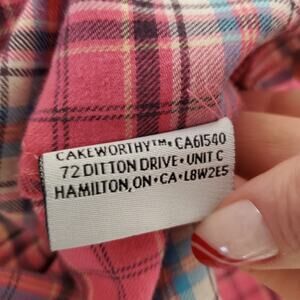 CAKEWORTHY™• CA61540
72 DITTON DRIVE • UNIT C
HAMILTON, ON • CA • L8W2E5